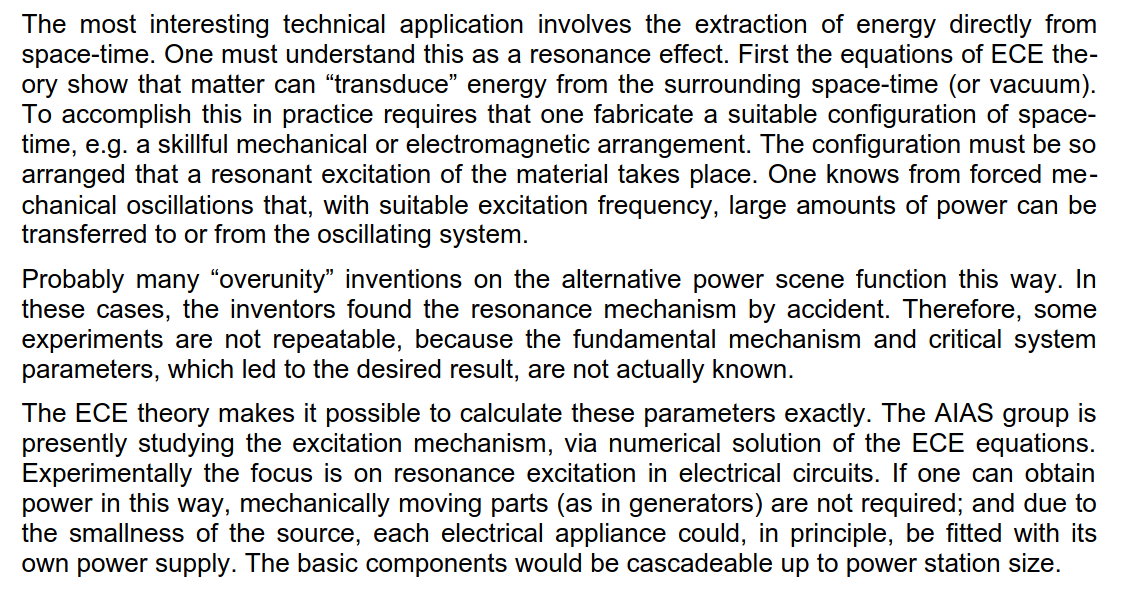 The most interesting technical application involves the extraction of energy directly from
space-time. One must understand this as a resonance effect. First the equations of ECE the-
ory show that matter can “transduce” energy from the surrounding space-time (or vacuum).
To accomplish this in practice requires that one fabricate a suitable configuration of space-
time, e.g. a skillful mechanical or electromagnetic arrangement. The configuration must be so
arranged that a resonant excitation of the material takes place. One knows from forced me-
chanical oscillations that, with suitable excitation frequency, large amounts of power can be
transferred to or from the oscillating system.
Probably many “overunity” inventions on the alternative power scene function this way. In
these cases, the inventors found the resonance mechanism by accident. Therefore, some
experiments are not repeatable, because the fundamental mechanism and critical system
parameters, which led to the desired result, are not actually known.
The ECE theory makes it possible to calculate these parameters exactly. The AIAS group is
presently studying the excitation mechanism, via numerical solution of the ECE equations.
Experimentally the focus is on resonance excitation in electrical circuits. If one can obtain
power in this way, mechanically moving parts (as in generators) are not required; and due to
the smallness of the source, each electrical appliance could, in principle, be fitted with its
own power supply. The basic components would be cascadeable up to power station size.